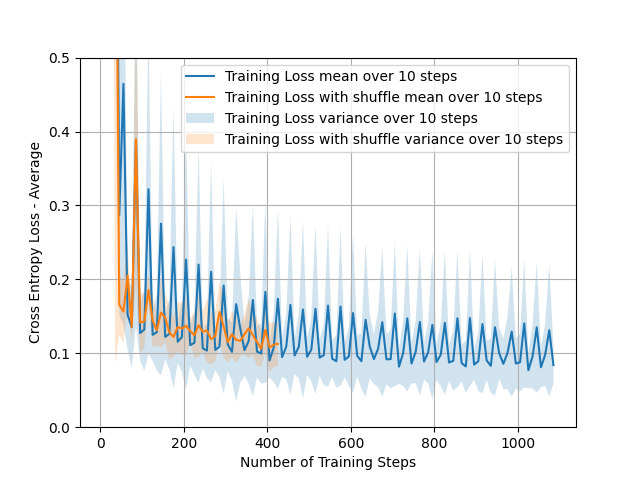 Training Loss mean over 10 steps
Training Loss with shuffle mean over 10 steps
Training Loss variance over 10 steps
Training Loss with shuffle variance over 10 steps
Cross Entropy Loss - Average
0.5
0.4
0.3
0.2
0.1
0.0
0 200 400 600 800 1000
Number of Training Steps